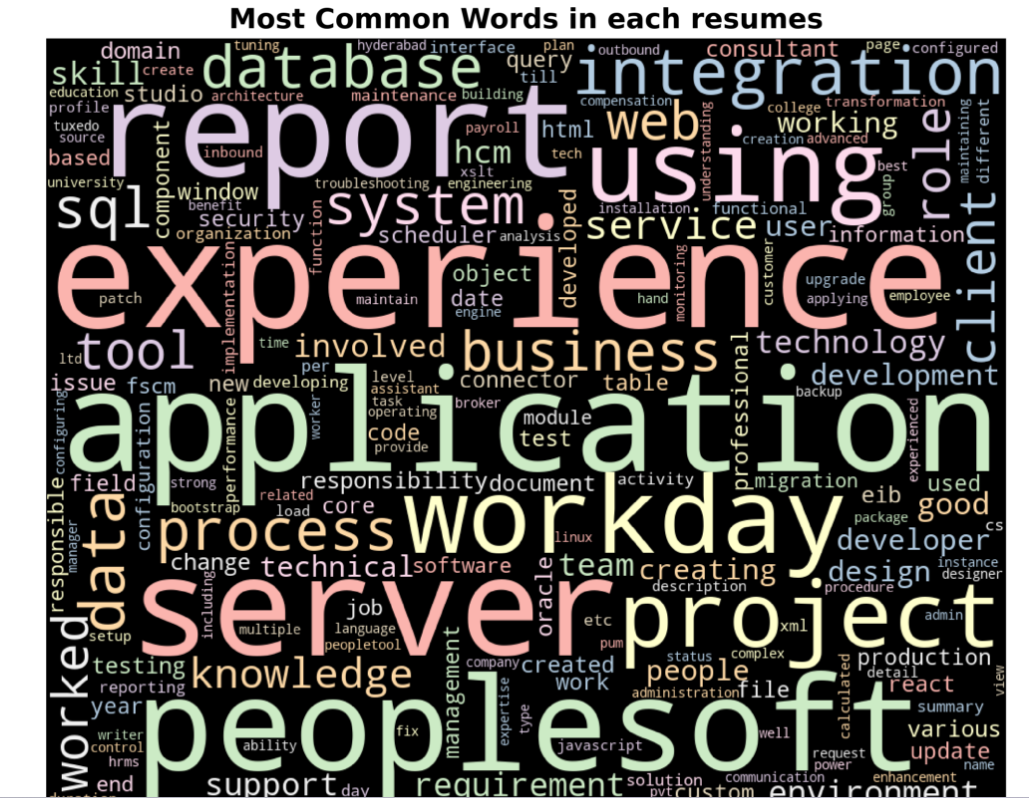 Most Common Words in each resumes
domain tuning hyderabad interface plan outbound consultant page configured
skill create database query till integration
education studio architecture maintenance building compensation college transformation
profile report web working maintaining different
tuxedo source component inbound payroll html understanding creation advanced role
based hcm tech using best group
university window troubleshooting xslt engineering
sql benefit security system installation functional
organization function scheduler analysis developed service user information client
experience
implementation object monitoring customer upgrade
patch maintain date engine hand applying employee
ltd tool time involved business professional technology
issue fscm new developing per level assistant connector table backup development
application
configuring configuration performance worker task operating broker module experienced
code provide test
field strong responsibility document activity migration eib used
responsible manager data bootstrap related load core workday package good cs
process linux developer
change technical software oracle team creating design instance designer
server including description procedure
job project admin
setup multiple language peopletool etc pum xml
worked testing knowledge management company created status people complex production
reporting expertise work administration file calculated detail react view
year peoplesoft summary
writer control ability fix type javascript well various
hrms request power update name
end support day requirement solution communication enhancement
duration pvt custom environment